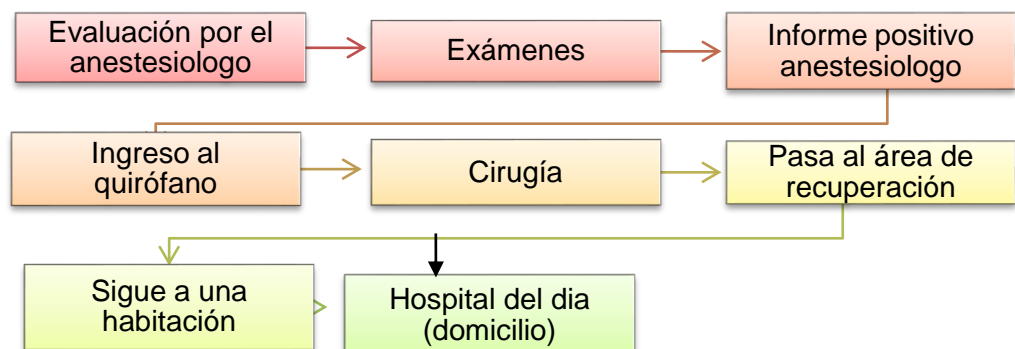 Evaluación por el
anestesiologo
Exámenes
Informe positivo
anestesiologo
Ingreso al
quirófano
Cirugía
Pasa al área de
recuperación
Sigue a una
habitación
Hospital del dia
(domicilio)